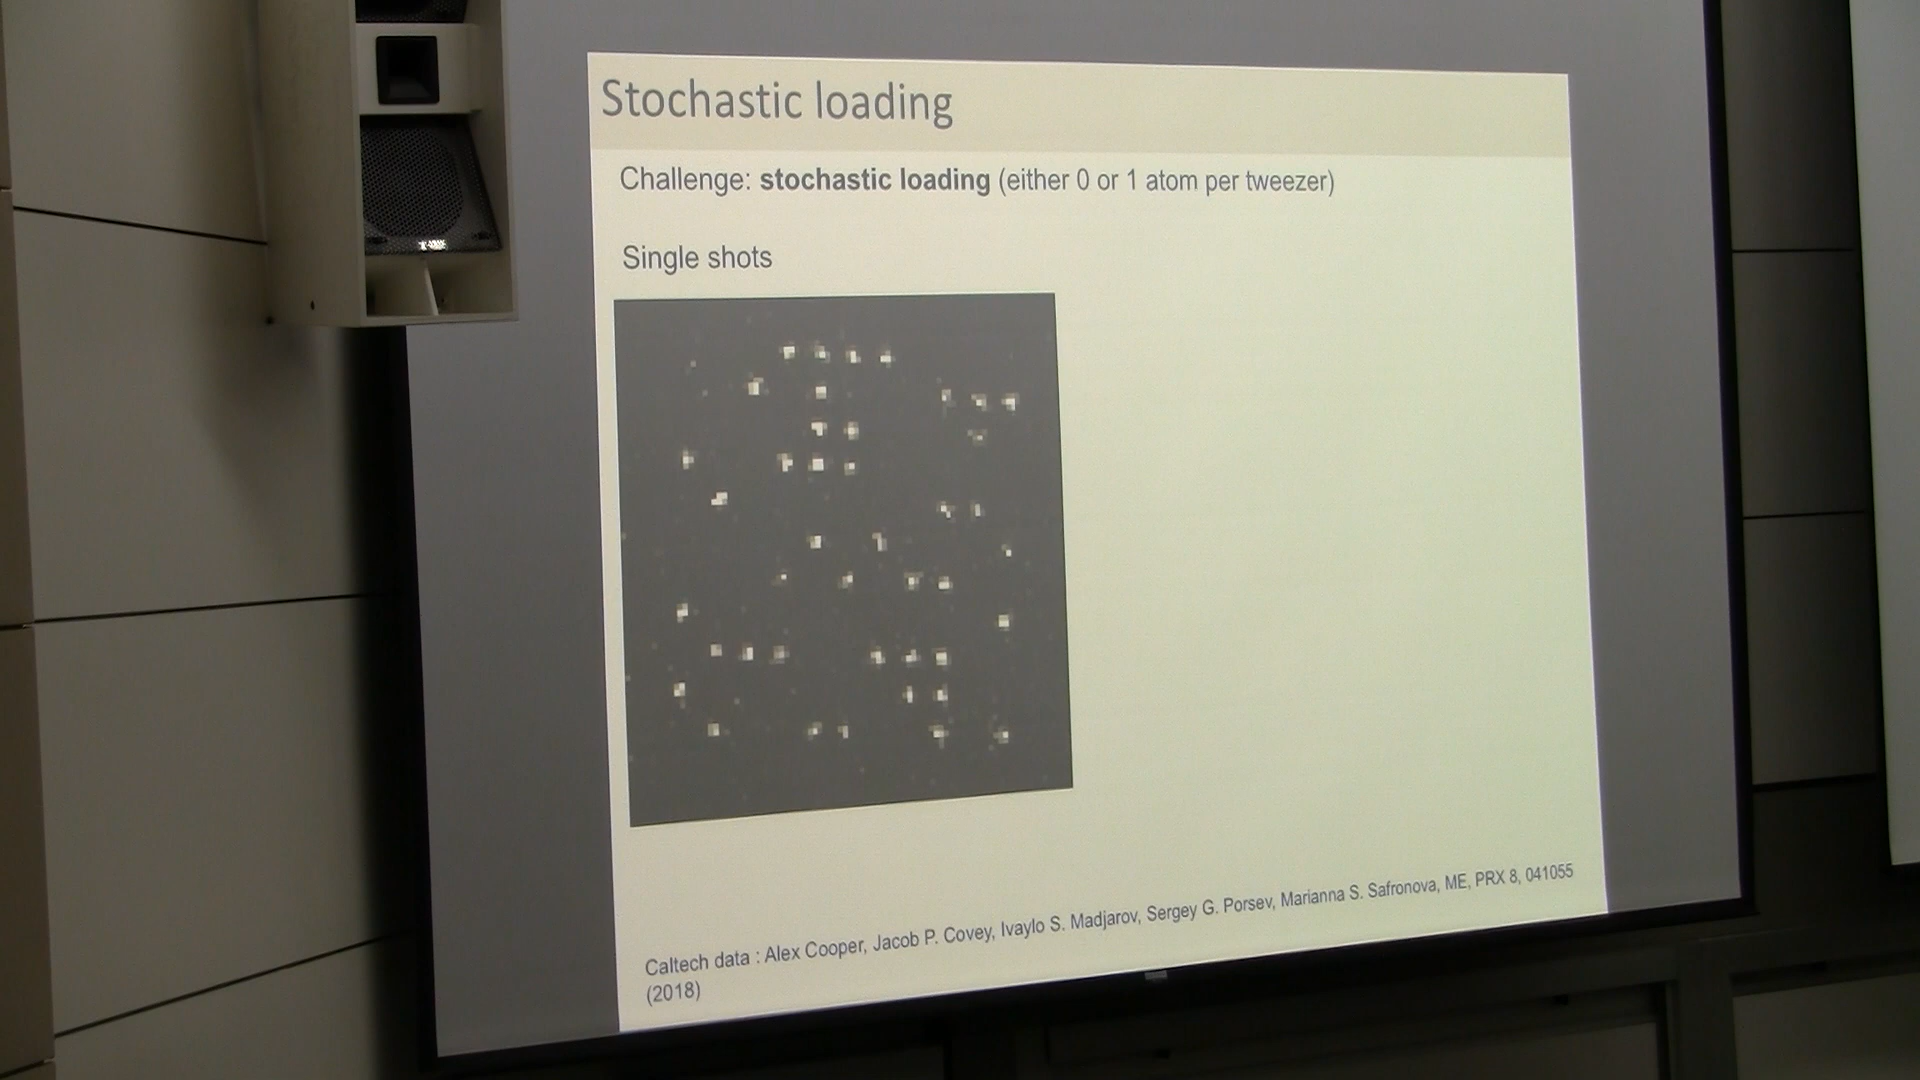 Stochastic loading
Challenge: stochastic loading (either 0 or 1 atom per tweezer)
Single shots
Caltech data : Alex Cooper, Jacob P. Covey, Ivaylo S. Madjarov, Sergey G. Porsev, Marianna S. Safronova, ME, PRX 8, 041055
(2018)